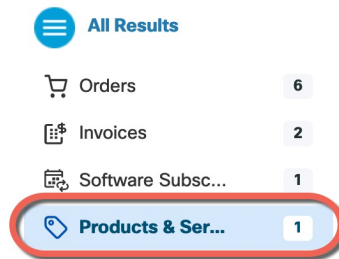 All Results
Orders 6
Invoices 2
Software Subsc... 1
Products & Ser... 1